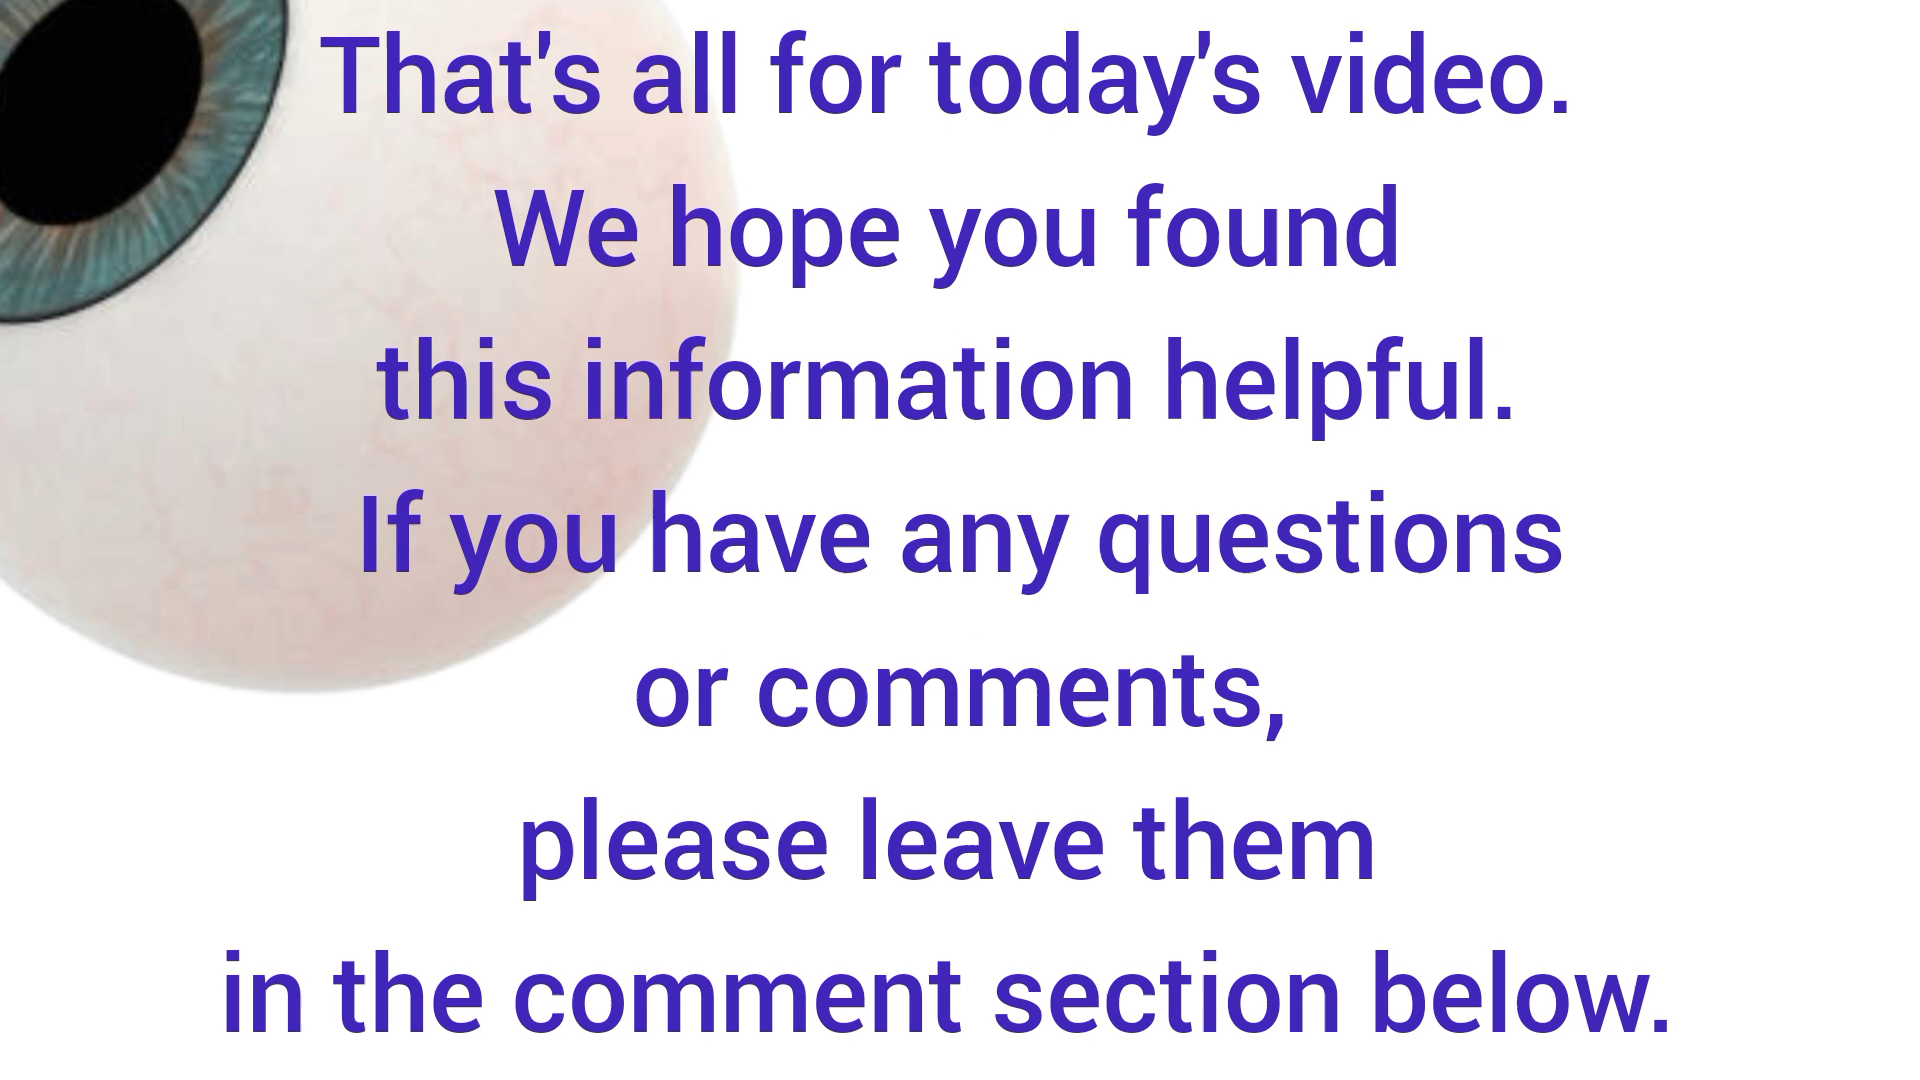 That's all for today's video.
We hope you found
this information helpful.
If you have any questions
or comments,
please leave them
in the comment section below.